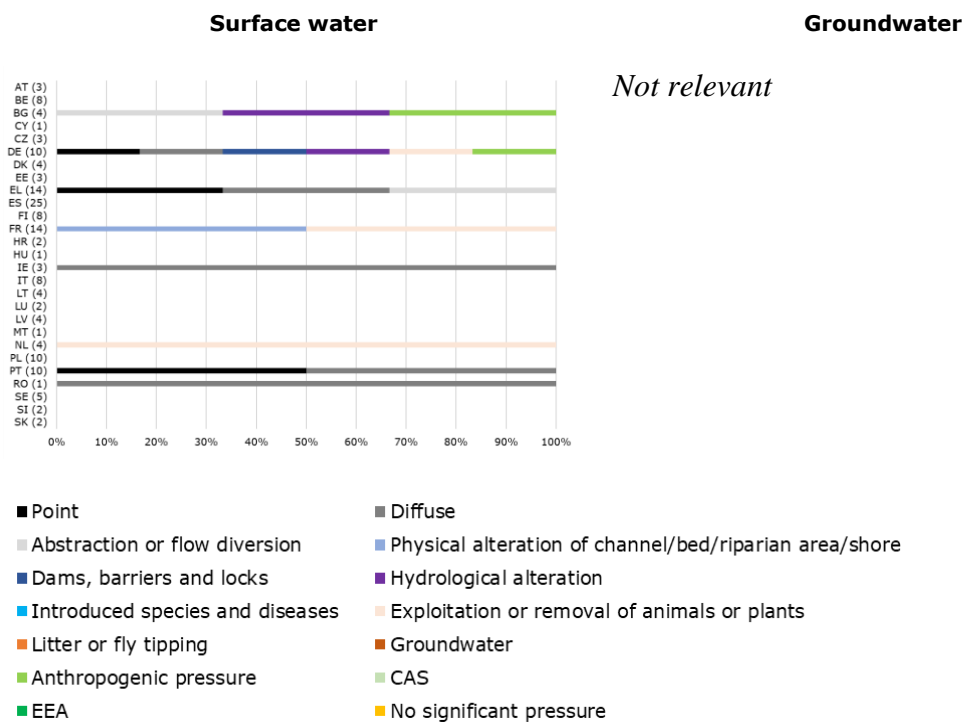 Surface water Groundwater
Not relevant
AT (3)
BE (8)
BG (4)
CY (1)
CZ (3)
DE (10)
DK (4)
EE (3)
EL (14)
ES (25)
FI (8)
FR (14)
HR (2)
HU (1)
IE (3)
IT (8)
LT (4)
LU (2)
LV (4)
MT (1)
NL (4)
PL (10)
PT (10)
RO (1)
SE (5)
SI (2)
SK (2)
0% 10% 20% 30% 40% 50% 60% 70% 80% 90% 100%
Point Diffuse
Abstraction or flow diversion Physical alteration of channel/bed/riparian area/shore
Dams, barriers and locks Hydrological alteration
Introduced species and diseases Exploitation or removal of animals or plants
Litter or fly tipping Groundwater
Anthropogenic pressure CAS
EEA No significant pressure